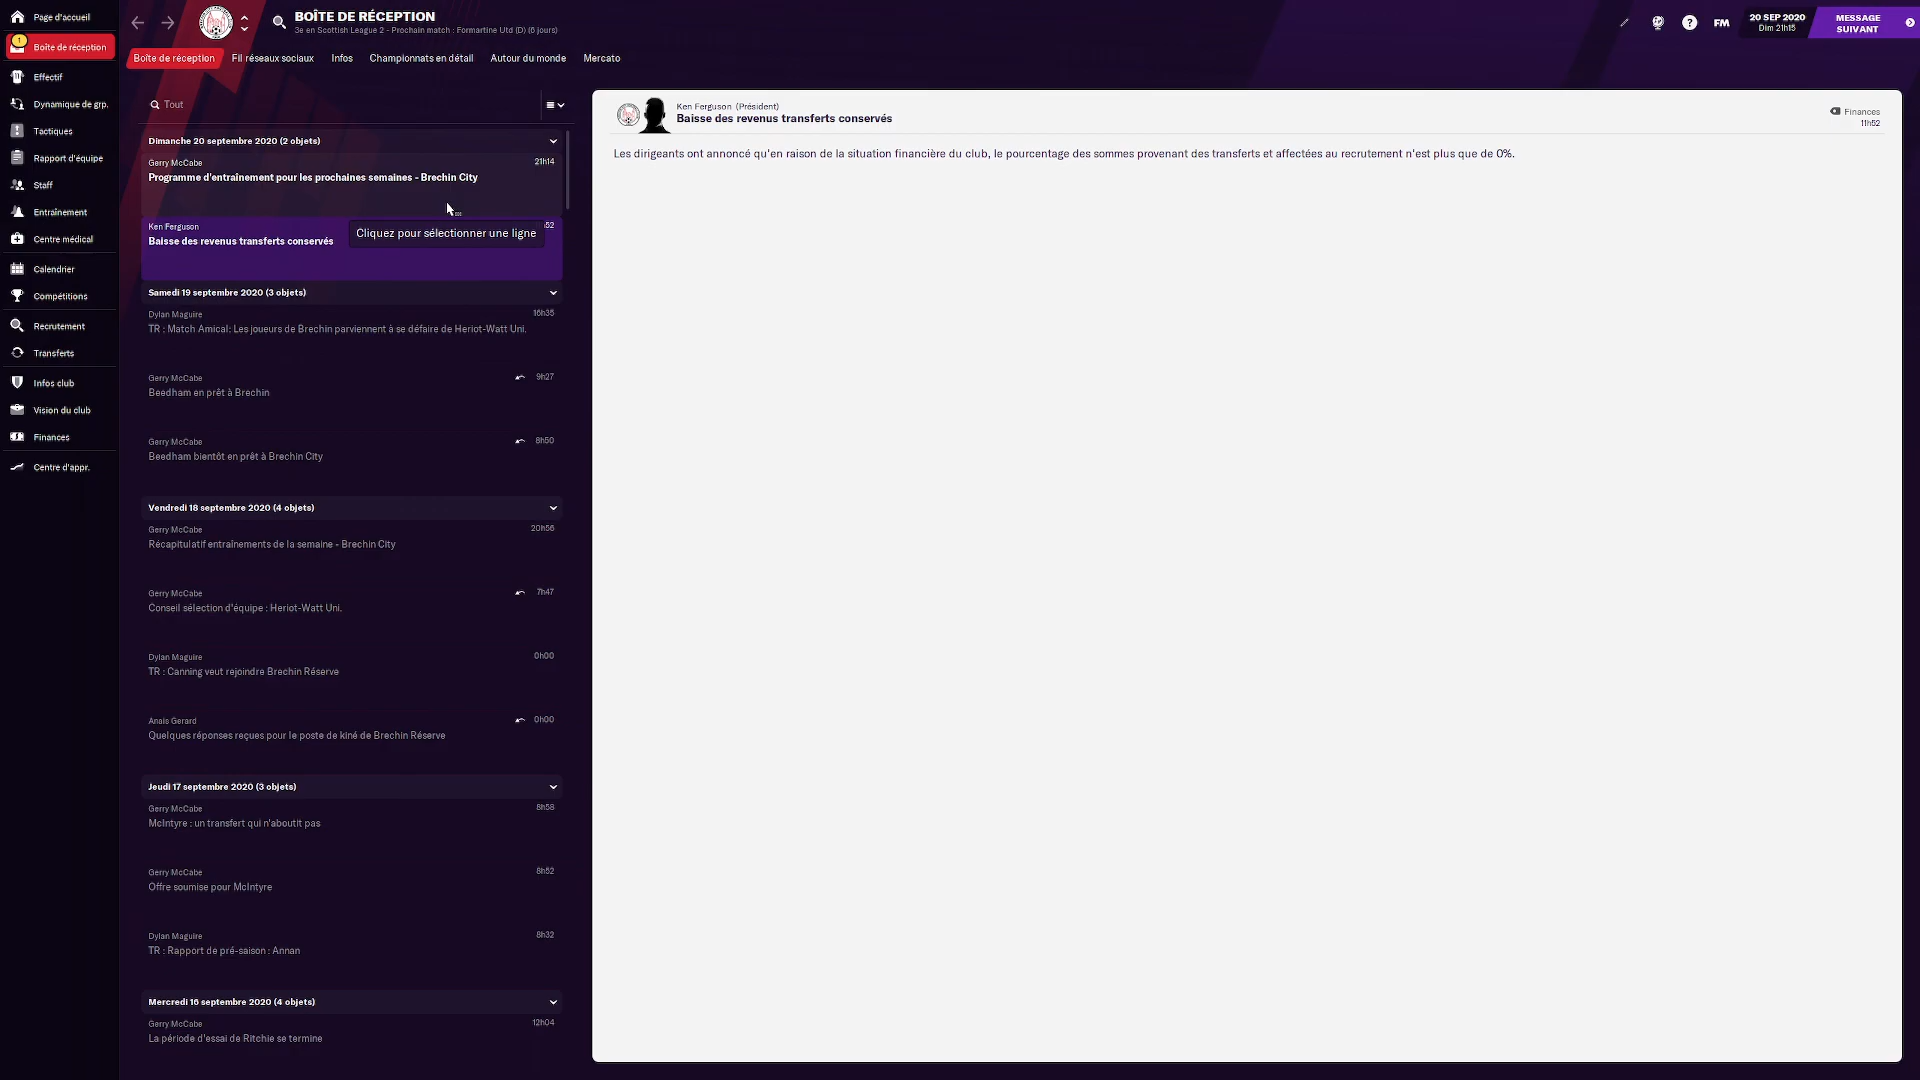 Page d'accueil
1
Boîte de réception
Effectif
Dynamique de grp.
Tactiques
Rapport d'équipe
Staff
Entraînement
Centre médical
Calendrier
Compétitions
Recrutement
Transferts
Infos club
Vision du club
Finances
Centre d'appr.
BOÎTE DE RÉCEPTION
3e en Scottish League 2 - Prochain match : Formartine Utd (D) (6 jours)
?
FM
20 SEP 2020
Dim 21h15
MESSAGE
SUIVANT
Boîte de réception Fil réseaux sociaux Infos Championnats en détail Autour du monde Mercato
Tout
Dimanche 20 septembre 2020 (2 objets)
Gerry McCabe 21h14
Programme d'entraînement pour les prochaines semaines - Brechin City
Ken Ferguson
Baisse des revenus transferts conservés
Cliquez pour sélectionner une ligne
Samedi 19 septembre 2020 (3 objets)
Dylan Maguire 16h35
TR : Match Amical: Les joueurs de Brechin parviennent à se défaire de Heriot-Watt Uni.
Gerry McCabe 9h27
Beedham en prêt à Brechin
Gerry McCabe 8h50
Beedham bientôt en prêt à Brechin City
Vendredi 18 septembre 2020 (4 objets)
Gerry McCabe 20h56
Récapitulatif entraînements de la semaine - Brechin City
Gerry McCabe 7h47
Conseil sélection d'équipe : Heriot-Watt Uni.
Dylan Maguire 0h00
TR : Canning veut rejoindre Brechin Réserve
Anais Gerard 0h00
Quelques réponses reçues pour le poste de kiné de Brechin Réserve
Jeudi 17 septembre 2020 (3 objets)
Gerry McCabe 8h58
McIntyre : un transfert qui n'aboutit pas
Gerry McCabe 8h52
Offre soumise pour McIntyre
Dylan Maguire 8h32
TR : Rapport de pré-saison : Annan
Mercredi 16 septembre 2020 (4 objets)
Gerry McCabe 12h04
La période d'essai de Ritchie se termine
Ken Ferguson (Président)
Baisse des revenus transferts conservés
Finances
11h52
Les dirigeants ont annoncé qu'en raison de la situation financière du club, le pourcentage des sommes provenant des transferts et affectées au recrutement n'est plus que de 0%.